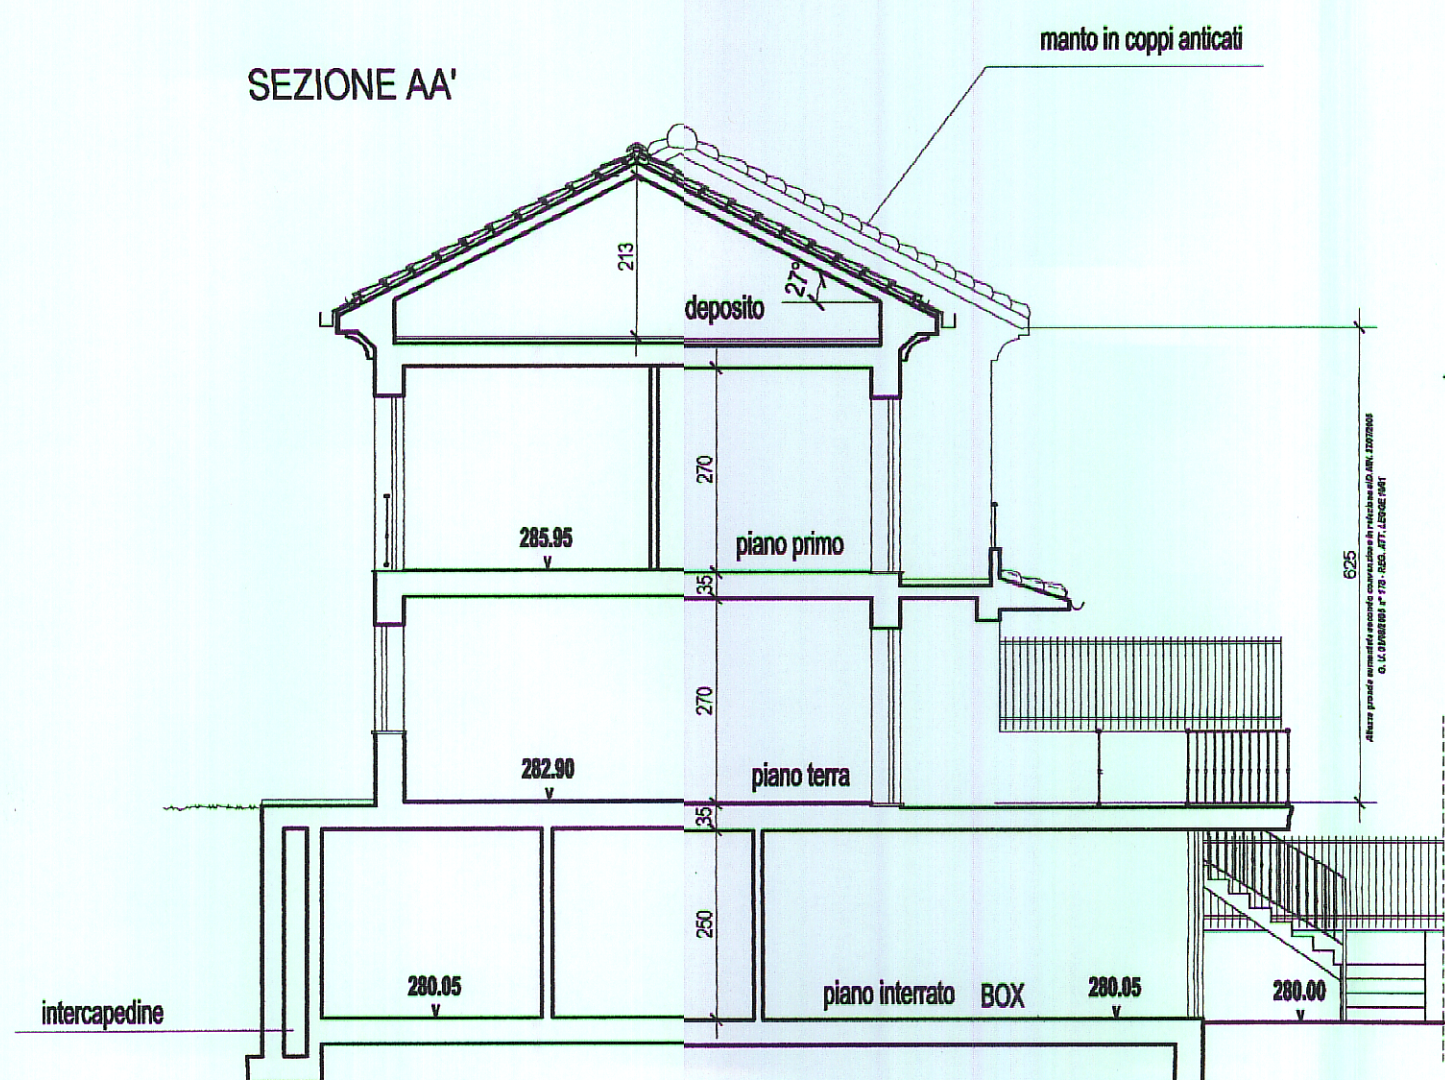 manto in coppi anticati
SEZIONE AA'
213
27°
deposito
270
285.95
piano primo
35
625
270
282.90
piano terra
35
250
280.05
piano interrato
BOX
280.05
280.00
intercapedine